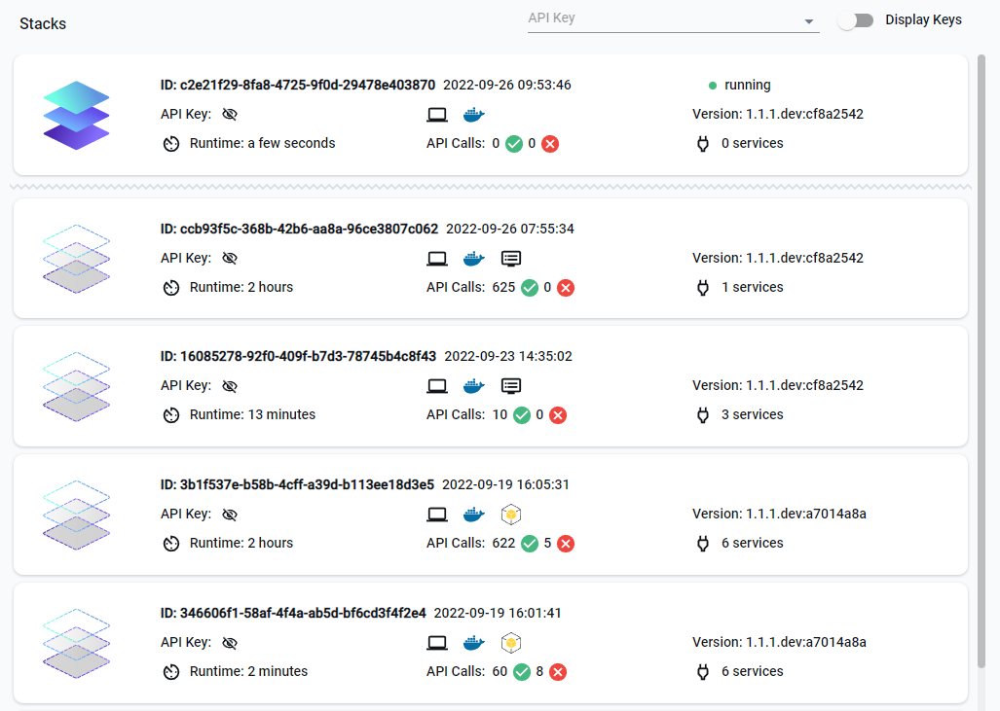 Stacks
API Key
Display Keys
ID: c2e21f29-8fa8-4725-9f0d-29478e403870 2022-09-26 09:53:46 running
API Key: Version: 1.1.1.dev:cf8a2542
Runtime: a few seconds API Calls: 0 0 0 services
ID: ccb93f5c-368b-42b6-aa8a-96ce3807c062 2022-09-26 07:55:34
API Key: Version: 1.1.1.dev:cf8a2542
Runtime: 2 hours API Calls: 625 0 1 services
ID: 16085278-92f0-409f-b7d3-78745b4c8f43 2022-09-23 14:35:02
API Key: Version: 1.1.1.dev:cf8a2542
Runtime: 13 minutes API Calls: 10 0 3 services
ID: 3b1f537e-b58b-4cff-a39d-b113ee18d3e5 2022-09-19 16:05:31
API Key: Version: 1.1.1.dev:a7014a8a
Runtime: 2 hours API Calls: 622 5 6 services
ID: 346606f1-58af-4f4a-ab5d-bf6cd3f4f2e4 2022-09-19 16:01:41
API Key: Version: 1.1.1.dev:a7014a8a
Runtime: 2 minutes API Calls: 60 8 6 services